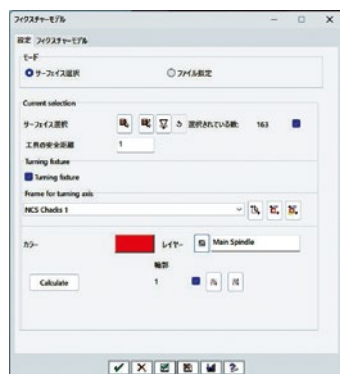 フィクスチャーモデル
設定 フィクスチャーモデル
モード
サーフェイス選択 ファイル指定
Current selection
サーフェイス選択 選択されている数: 163
工具の安全距離 1
Turning fixture
Turning fixture
Frame for turning axis
NCS Chucks 1
カラー レイヤー Main Spindle
輪郭
Calculate 1